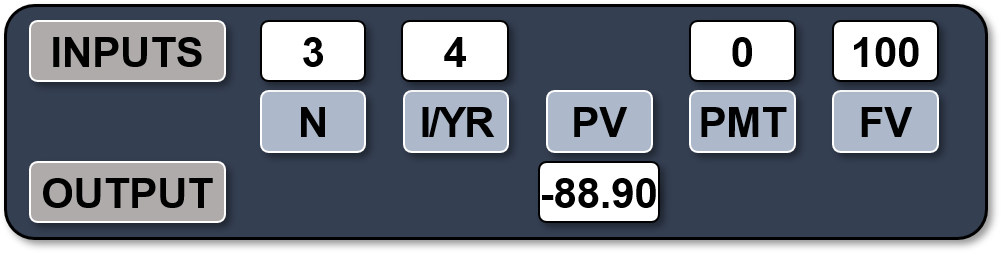 INPUTS 3 4 0 100
N I/YR PV PMT FV
OUTPUT -88.90